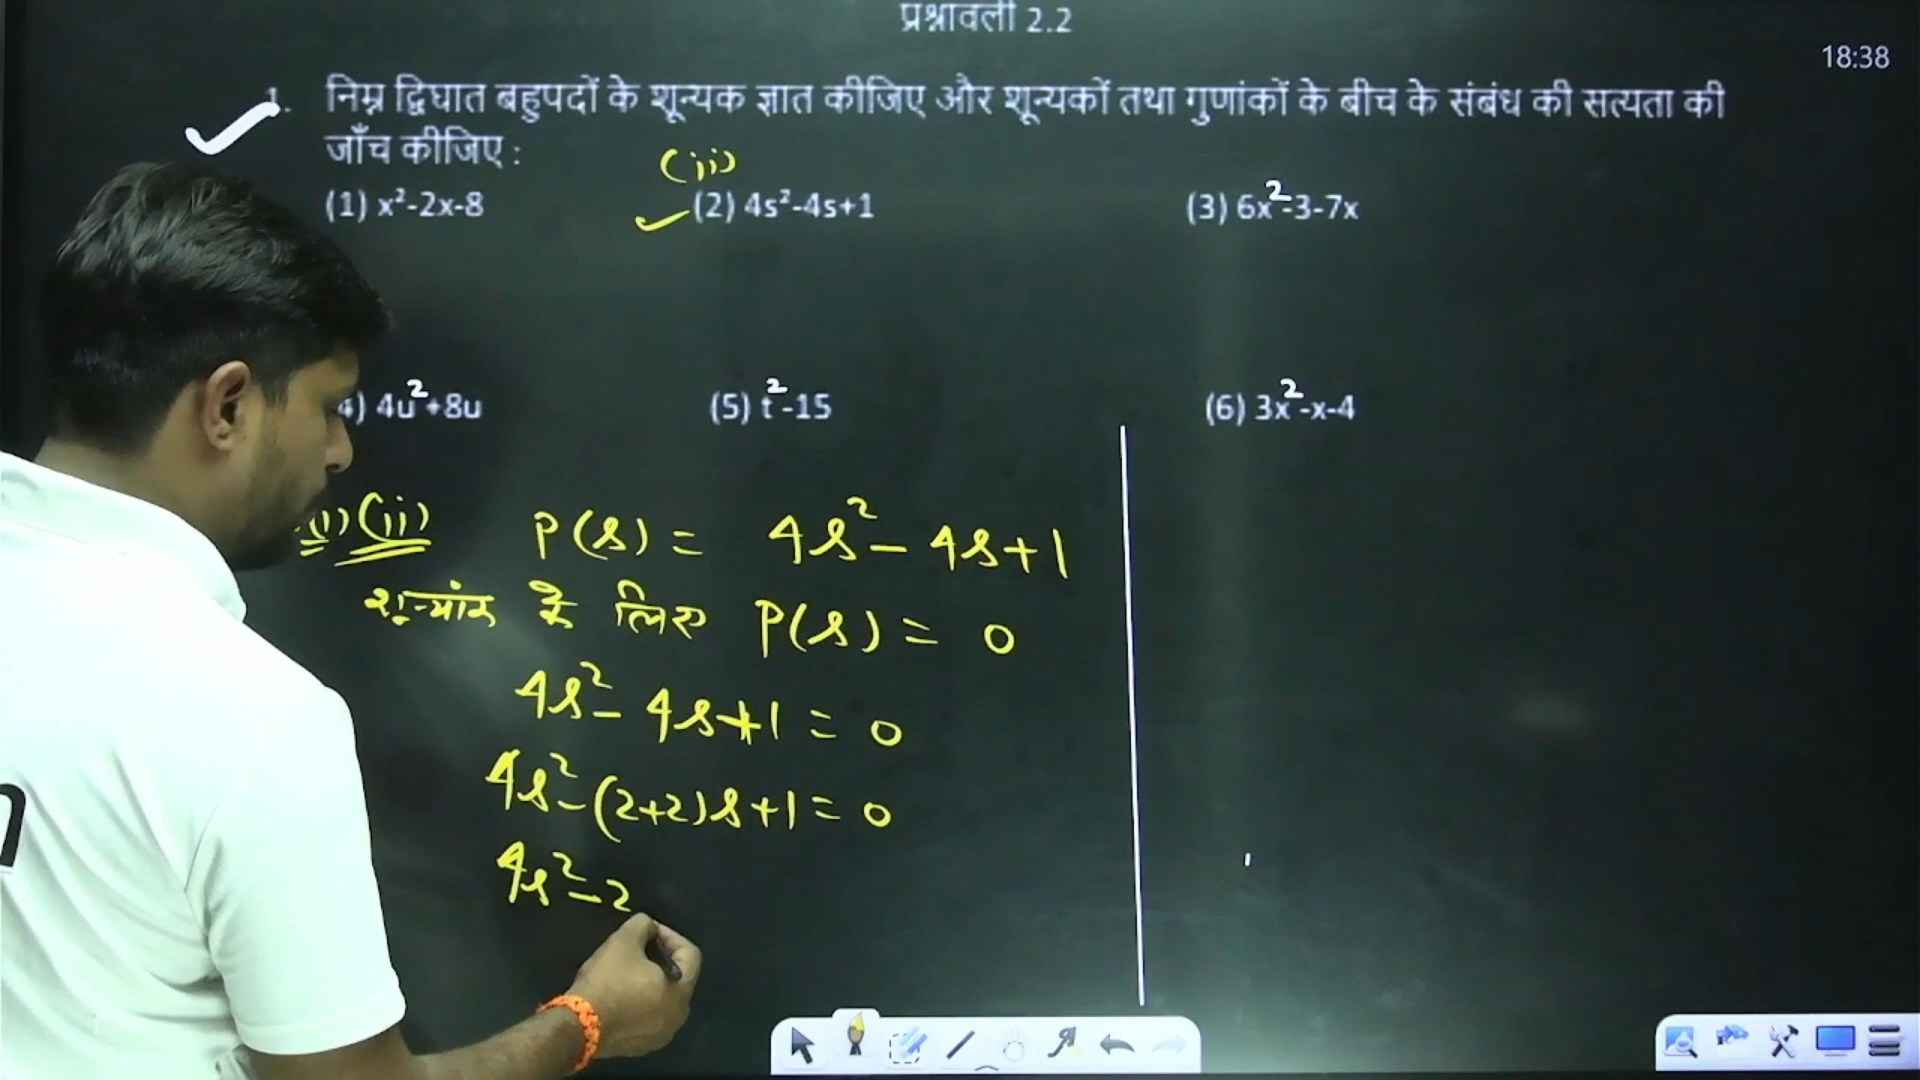 प्रश्नावली 2.2
18:38
1. निम्न द्विघात बहुपदों के शून्यक ज्ञात कीजिए और शून्यकों तथा गुणांकों के बीच के संबंध की सत्यता की
जाँच कीजिए :
(ii)
(1) x²-2x-8 (2) 4s²-4s+1 (3) 6x²-3-7x
4) 4u²+8u (5) t²-15 (6) 3x²-x-4
(1) (ii) P(s) = 4s² - 4s + 1
शून्यांक के लिए P(s) = 0
4s² - 4s + 1 = 0
4s² - (2+2)s + 1 = 0
4s² - 2